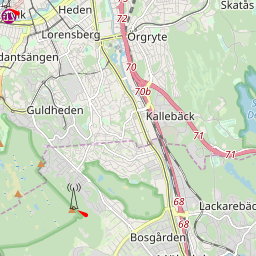 Skatås
Heden
72
Lorensberg
Örgryte
dantsängen
70
70b
Guldheden
Kallebäck
71
71
68
Lackarebäc
68
Bosgården